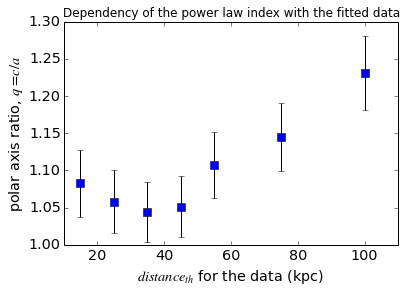 Dependency of the power law index with the fitted data
1.30
1.25
1.20
1.15
1.10
1.05
1.00
polar axis ratio, q=c/a
20 40 60 80 100
distance_th for the data (kpc)